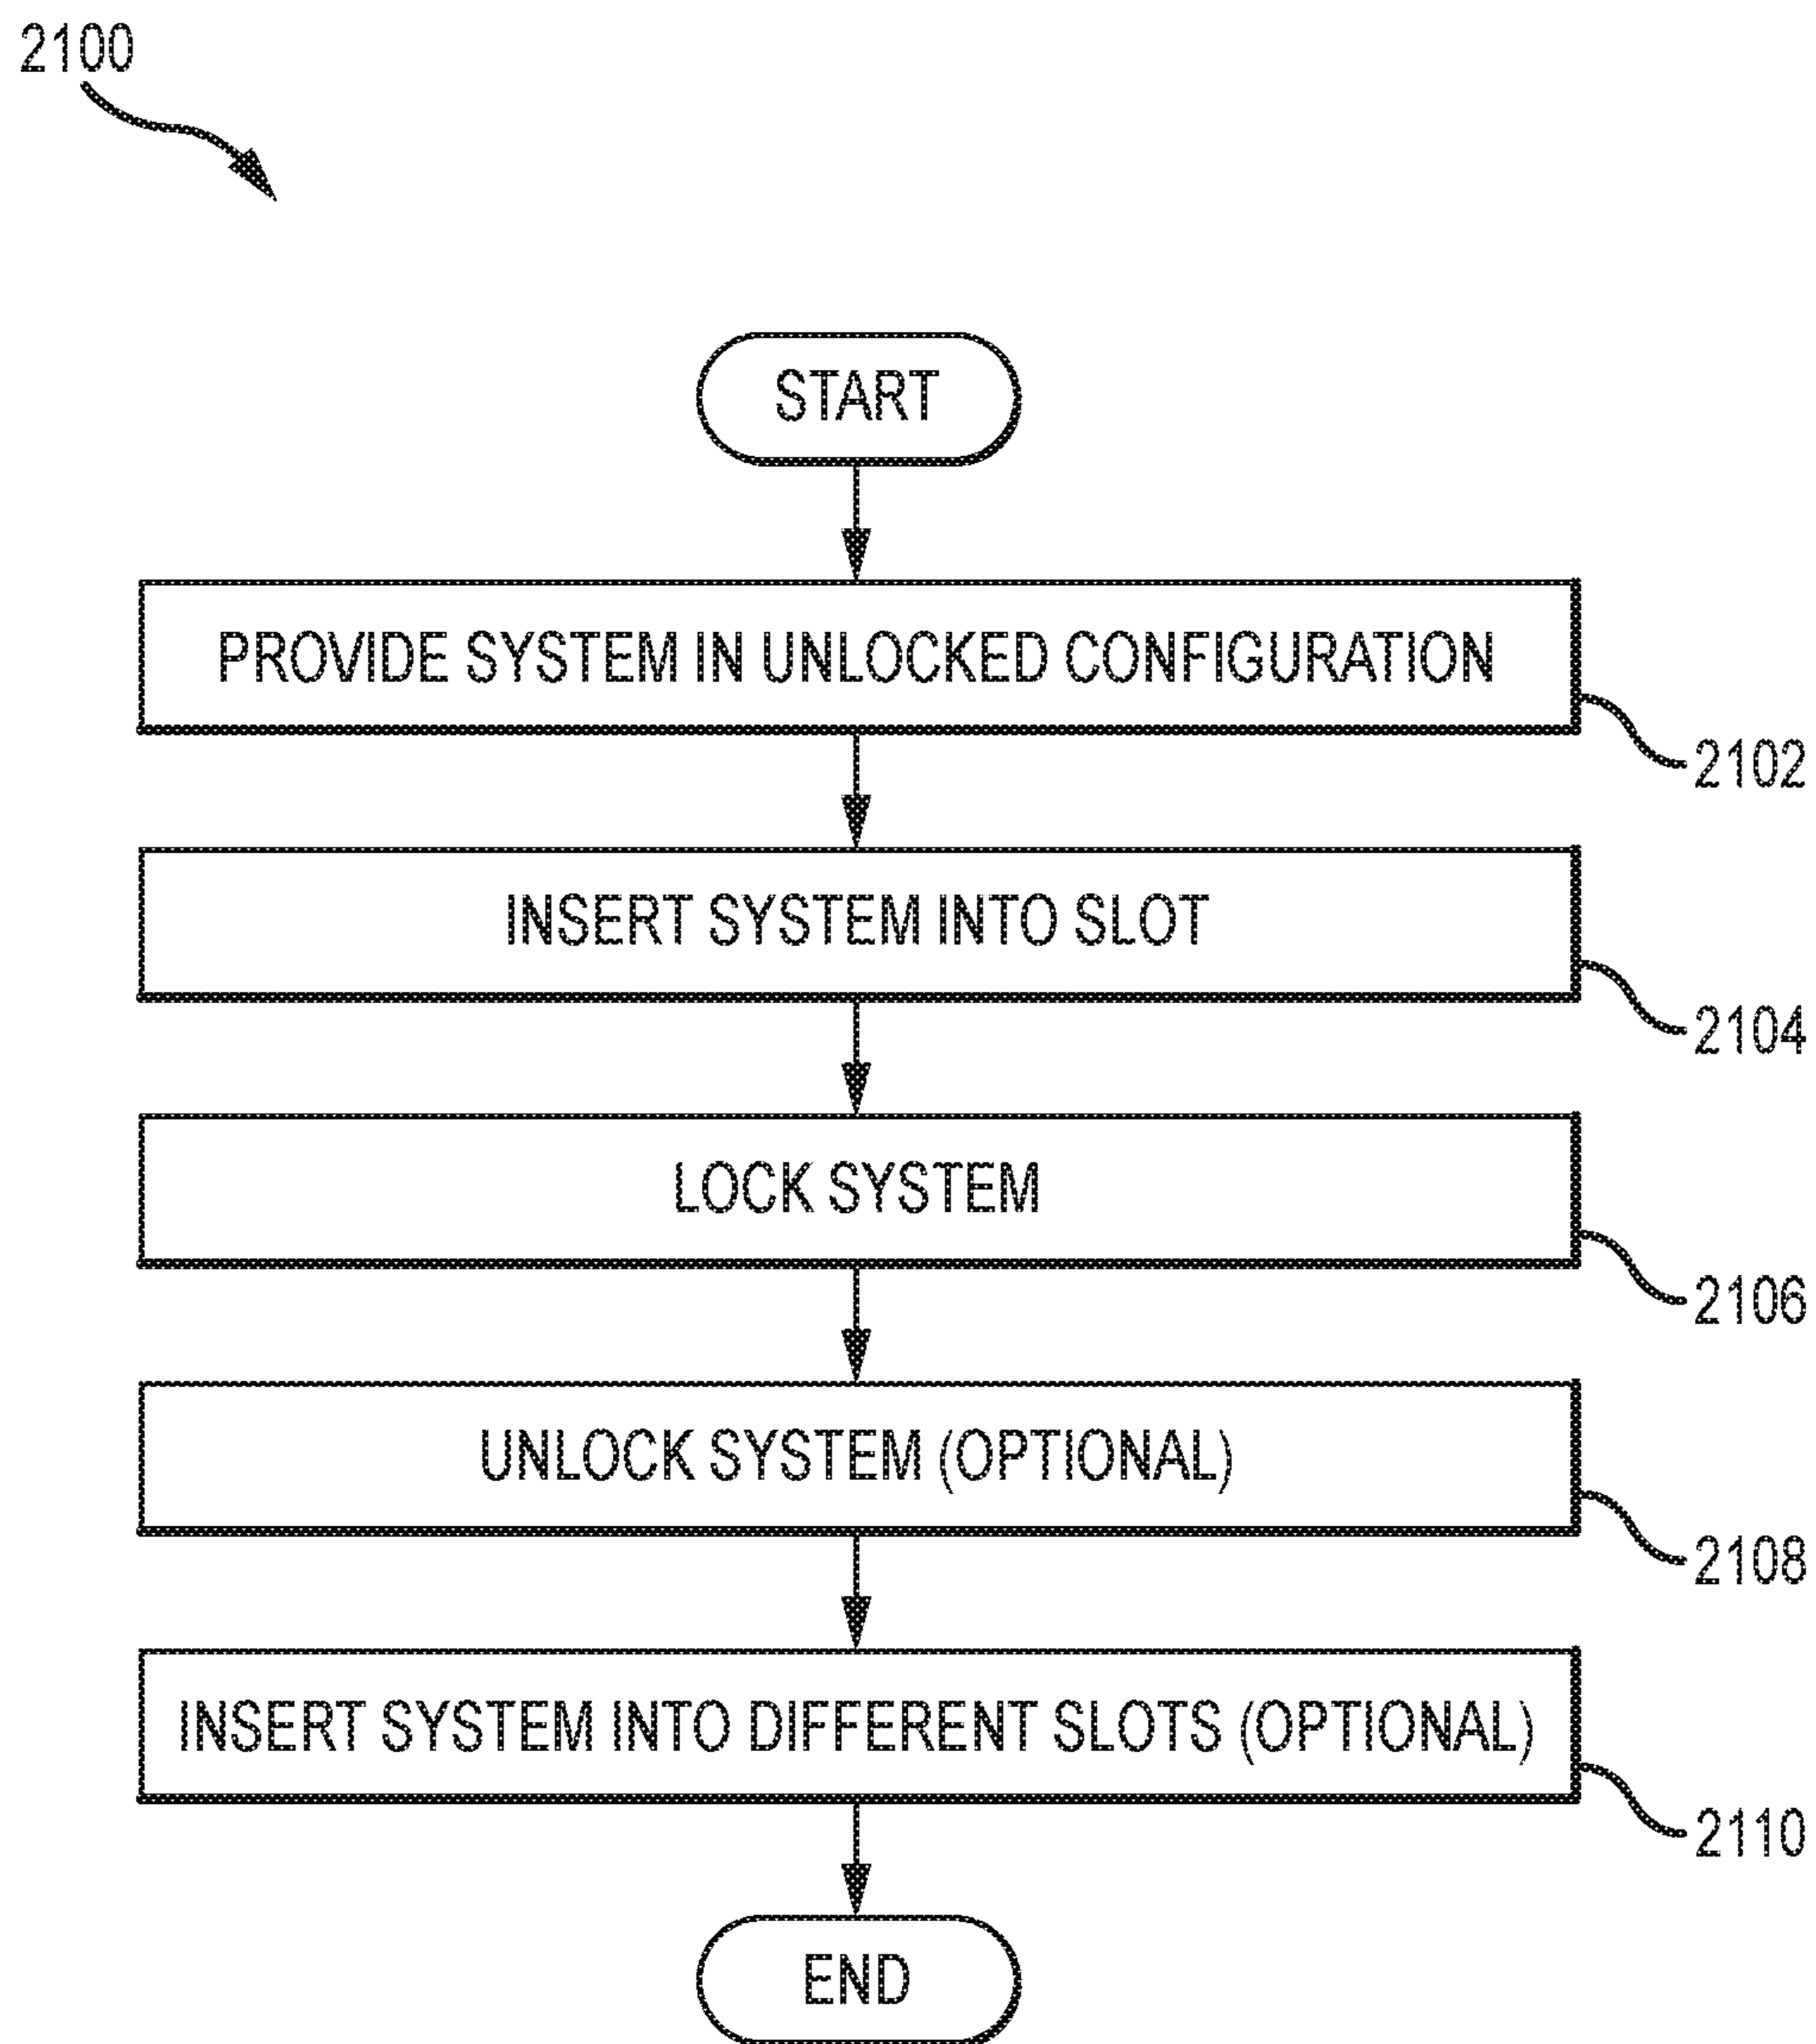 2100
START
PROVIDE SYSTEM IN UNLOCKED CONFIGURATION
2102
INSERT SYSTEM INTO SLOT
2104
LOCK SYSTEM
2106
UNLOCK SYSTEM (OPTIONAL)
2108
INSERT SYSTEM INTO DIFFERENT SLOTS (OPTIONAL)
2110
END